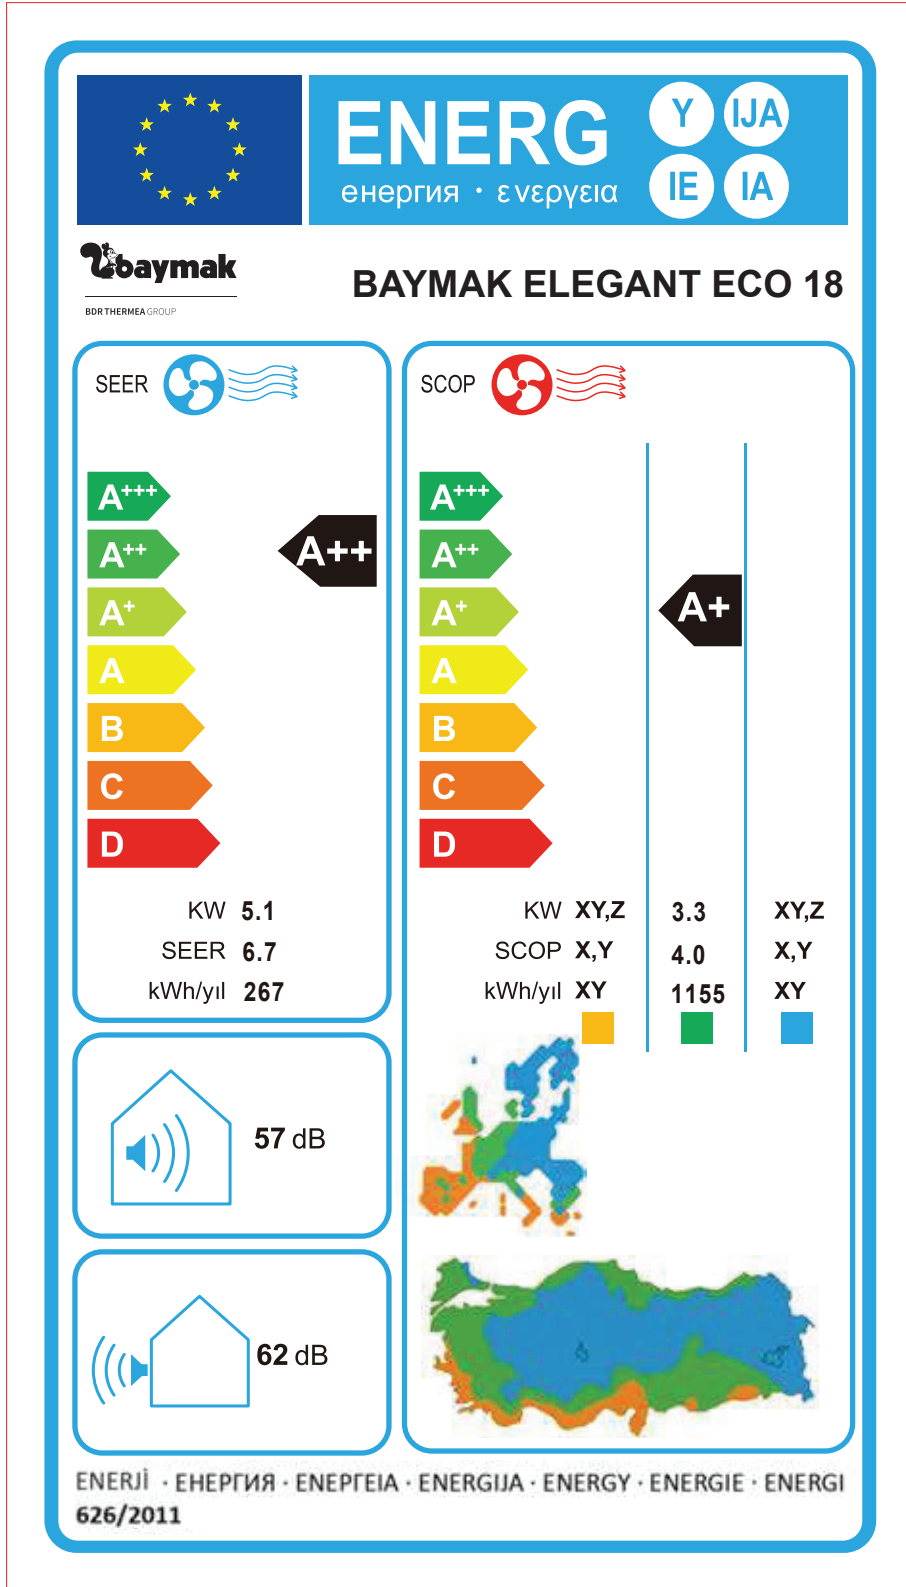 ENERG
енергия · ενεργεια
Y IJA
IE IA
baymak
BDR THERMEA GROUP
BAYMAK ELEGANT ECO 18
SEER
A+++
A++
A+
A
B
C
D
A++
KW 5.1
SEER 6.7
kWh/yıl 267
SCOP
A+++
A++
A+
A
B
C
D
A+
KW XY,Z 3.3 XY,Z
SCOP X,Y 4.0 X,Y
kWh/yıl XY 1155 XY
57 dB
62 dB
ENERJİ · ЕНЕРГИЯ · ΕΝΕΡΓΕΙΑ · ENERGIJA · ENERGY · ENERGIE · ENERGI
626/2011